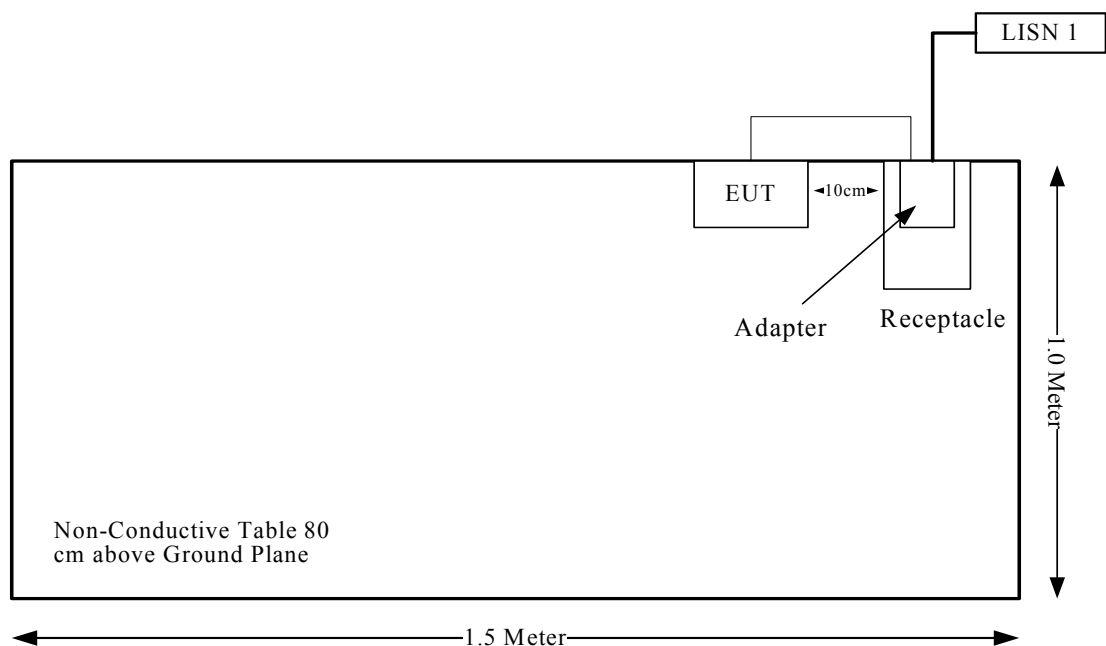 LISN 1
EUT
10cm
Adapter
Receptacle
1.0 Meter
Non-Conductive Table 80
cm above Ground Plane
1.5 Meter